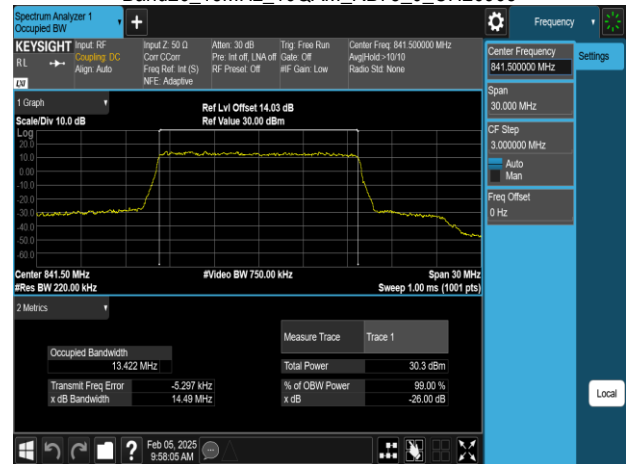 Spectrum Analyzer 1
Occupied BW
Frequency
KEYSIGHT
RL
LXI
Input: RF
Coupling: DC
Align: Auto
Input Z: 50 Ω
Corr CCorr
Freq Ref: Int (S)
NFE: Adaptive
Atten: 30 dB
Pre: Int off, LNA off
RF Preset: Off
Trig: Free Run
Gate: Off
#IF Gain: Low
Center Freq: 841.500000 MHz
Avg|Hold:>10/10
Radio Std: None
Center Frequency
841.500000 MHz
Settings
Span
30.000 MHz
CF Step
3.000000 MHz
Auto
Man
Freq Offset
0 Hz
Local
1 Graph
Scale/Div 10.0 dB
Ref Lvl Offset 14.03 dB
Ref Value 30.00 dBm
Log
20.0
10.0
0.00
-10.0
-20.0
-30.0
-40.0
-50.0
-60.0
Center 841.50 MHz
#Video BW 750.00 kHz
Span 30 MHz
#Res BW 220.00 kHz
Sweep 1.00 ms (1001 pts)
2 Metrics
Measure Trace
Trace 1
Occupied Bandwidth
13.422 MHz
Total Power
30.3 dBm
Transmit Freq Error
-5.297 kHz
% of OBW Power
99.00 %
x dB Bandwidth
14.49 MHz
x dB
-26.00 dB
Feb 05, 2025
9:58:05 AM